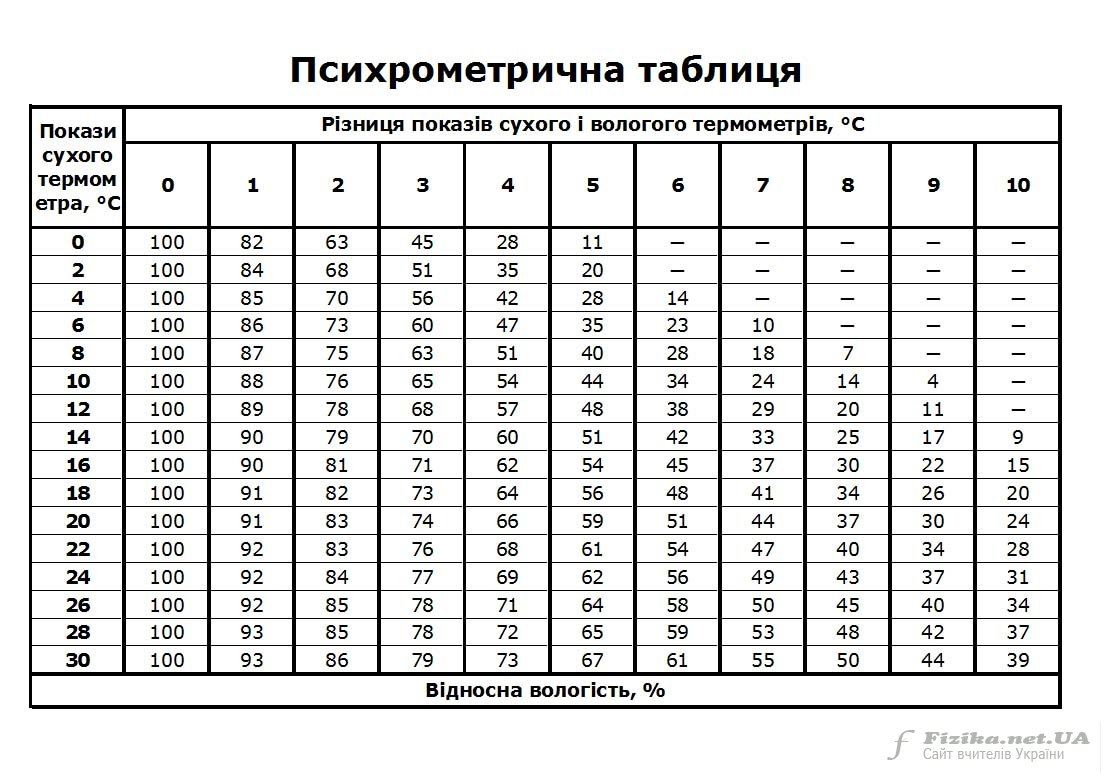 Психрометрична таблиця
Покази сухого термом етра, °C
Різниця показів сухого і вологого термометрів, °C
0 1 2 3 4 5 6 7 8 9 10
0 100 82 63 45 28 11 — — — — —
2 100 84 68 51 35 20 — — — — —
4 100 85 70 56 42 28 14 — — — —
6 100 86 73 60 47 35 23 10 — — —
8 100 87 75 63 51 40 28 18 7 — —
10 100 88 76 65 54 44 34 24 14 4 —
12 100 89 78 68 57 48 38 29 20 11 —
14 100 90 79 70 60 51 42 33 25 17 9
16 100 90 81 71 62 54 45 37 30 22 15
18 100 91 82 73 64 56 48 41 34 26 20
20 100 91 83 74 66 59 51 44 37 30 24
22 100 92 83 76 68 61 54 47 40 34 28
24 100 92 84 77 69 62 56 49 43 37 31
26 100 92 85 78 71 64 58 50 45 40 34
28 100 93 85 78 72 65 59 53 48 42 37
30 100 93 86 79 73 67 61 55 50 44 39
Відносна вологість, %
f Fizika.net.UA
Сайт вчителів України